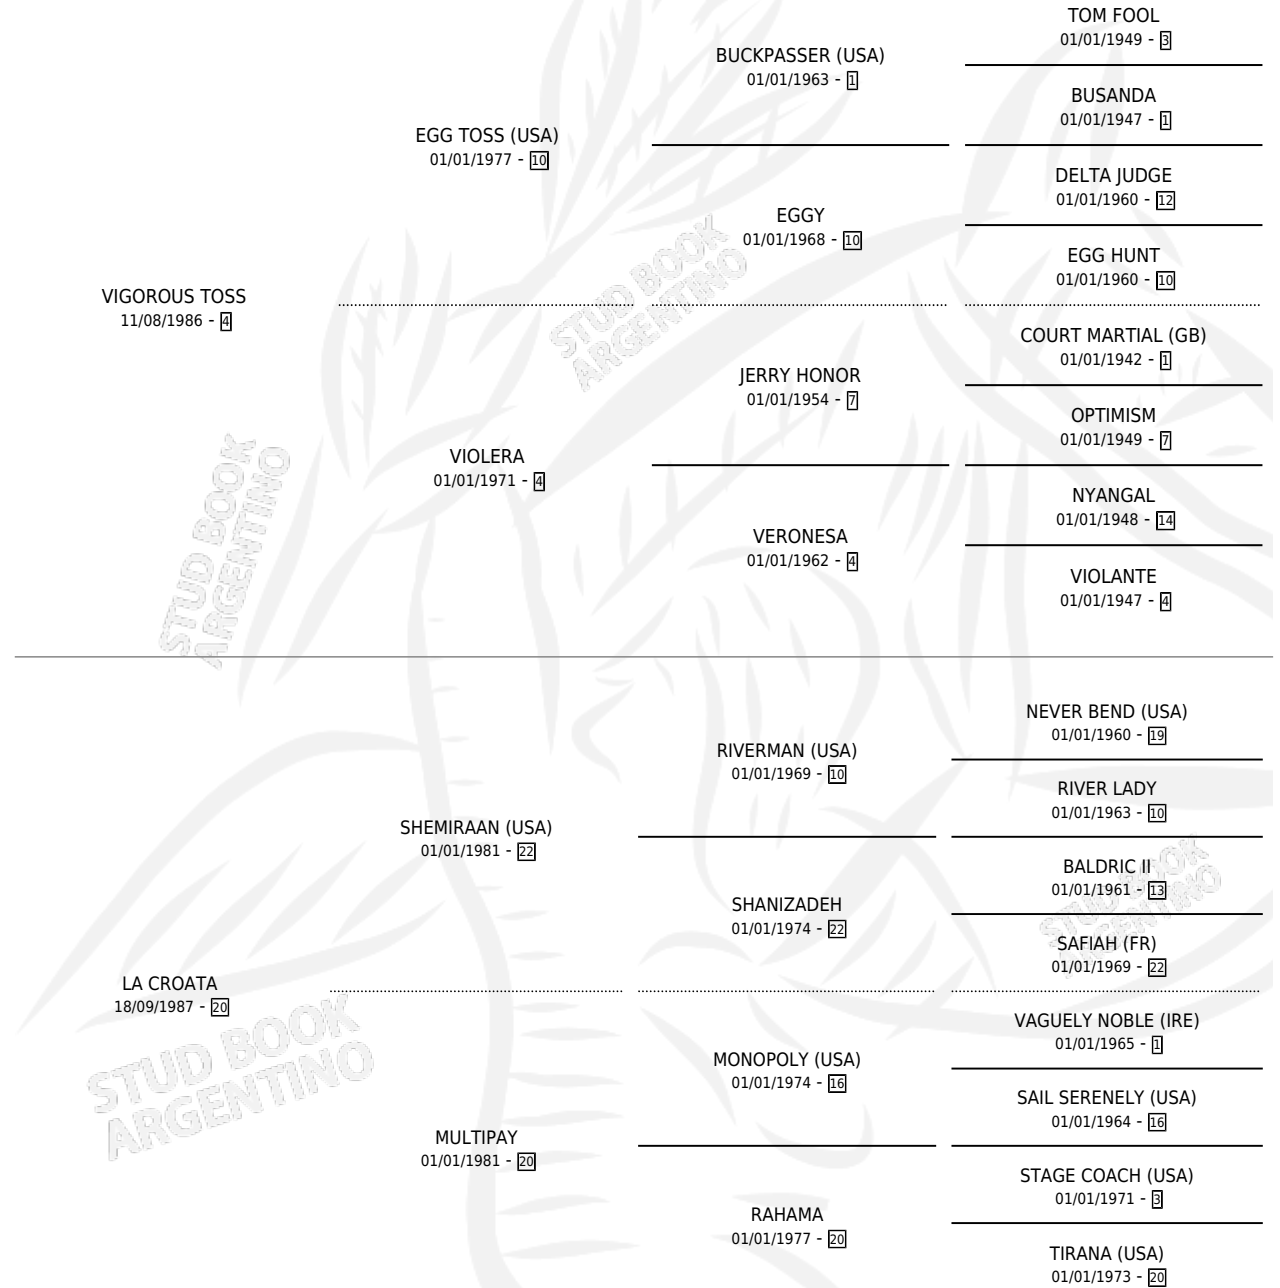 TOM FOOL
01/01/1949 - 3
BUCKPASSER (USA)
01/01/1963 - 1
BUSANDA
01/01/1947 - 1
EGG TOSS (USA)
01/01/1977 - 10
DELTA JUDGE
01/01/1960 - 12
EGGY
01/01/1968 - 10
EGG HUNT
01/01/1960 - 10
VIGOROUS TOSS
11/08/1986 - 4
COURT MARTIAL (GB)
01/01/1942 - 1
JERRY HONOR
01/01/1954 - 7
OPTIMISM
01/01/1949 - 7
VIOLERA
01/01/1971 - 4
NYANGAL
01/01/1948 - 14
VERONESA
01/01/1962 - 4
VIOLANTE
01/01/1947 - 4
STUD BOOK
ARGENTINO
STUD BOOK
ARGENTINO
NEVER BEND (USA)
01/01/1960 - 19
RIVERMAN (USA)
01/01/1969 - 10
RIVER LADY
01/01/1963 - 10
SHEMIRAAN (USA)
01/01/1981 - 22
BALDRIC II
01/01/1961 - 13
SHANIZADEH
01/01/1974 - 22
SAFIAH (FR)
01/01/1969 - 22
LA CROATA
18/09/1987 - 20
VAGUELY NOBLE (IRE)
01/01/1965 - 1
MONOPOLY (USA)
01/01/1974 - 16
SAIL SERENELY (USA)
01/01/1964 - 16
MULTIPAY
01/01/1981 - 20
STAGE COACH (USA)
01/01/1971 - 3
RAHAMA
01/01/1977 - 20
TIRANA (USA)
01/01/1973 - 20
STUD BOOK
ARGENTINO
STUD BOOK
ARGENTINO